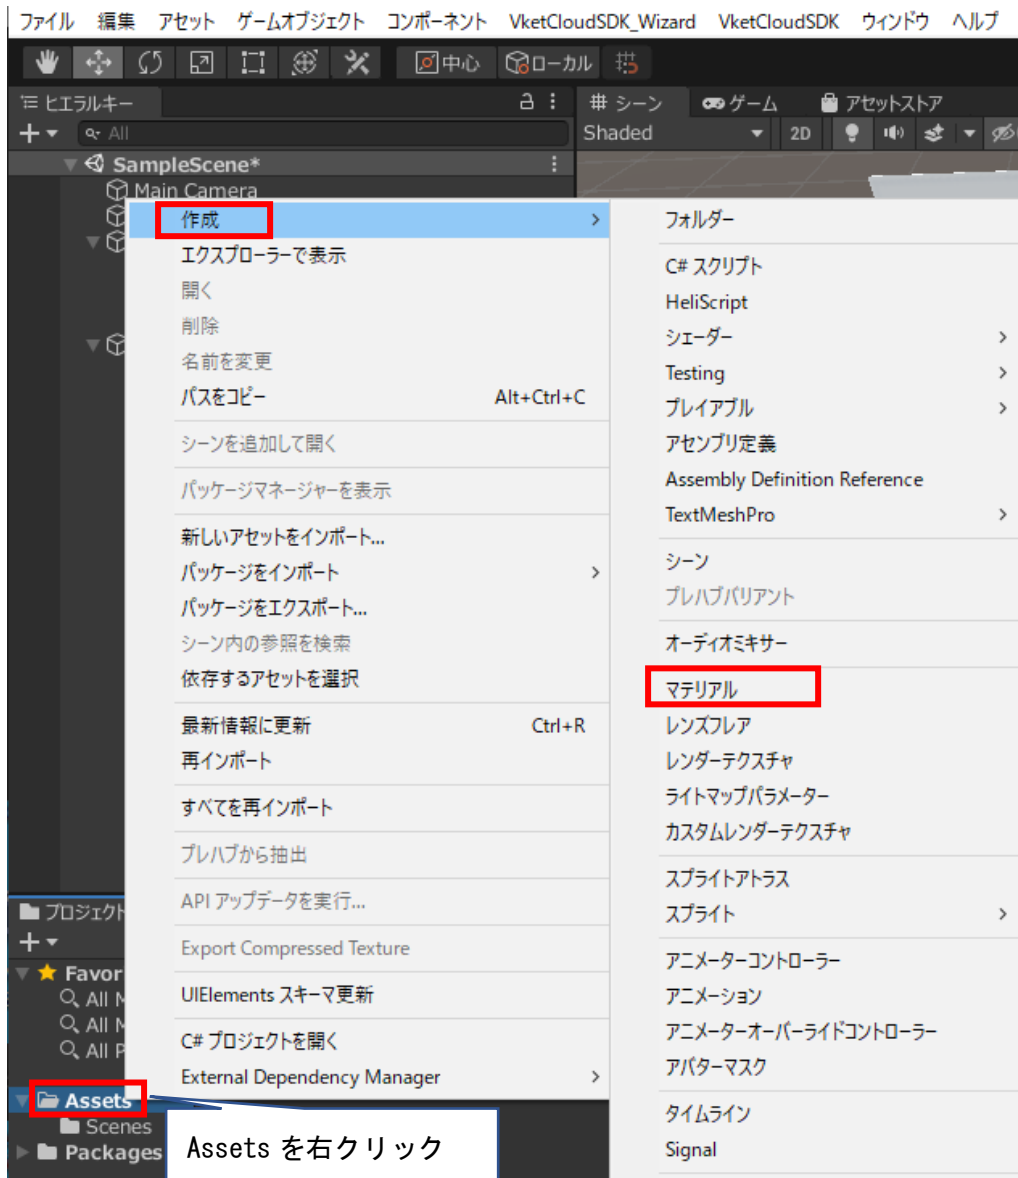 ファイル 編集 アセット ゲームオブジェクト コンポーネント VketCloudSDK_Wizard VketCloudSDK ウィンドウ ヘルプ
中心 ローカル
ヒエラルキー
All
SampleScene*
Main Camera
シーン ゲーム アセットストア
Shaded 2D
作成
エクスプローラーで表示
開く
削除
名前を変更
パスをコピー Alt+Ctrl+C
シーンを追加して開く
パッケージマネージャーを表示
新しいアセットをインポート...
パッケージをインポート
パッケージをエクスポート...
シーン内の参照を検索
依存するアセットを選択
最新情報に更新 Ctrl+R
再インポート
すべてを再インポート
プレハブから抽出
API アップデータを実行...
Export Compressed Texture
UIElements スキーマ更新
C# プロジェクトを開く
External Dependency Manager
フォルダー
C# スクリプト
HeliScript
シェーダー
Testing
プレイアブル
アセンブリ定義
Assembly Definition Reference
TextMeshPro
シーン
プレハブバリアント
オーディオミキサー
マテリアル
レンズフレア
レンダーテクスチャ
ライトマップパラメーター
カスタムレンダーテクスチャ
スプライトアトラス
スプライト
アニメーターコントローラー
アニメーション
アニメーターオーバーライドコントローラー
アバターマスク
タイムライン
Signal
プロジェクト
Favor
All M
All M
All P
Assets
Scenes
Packages
Assets を右クリック